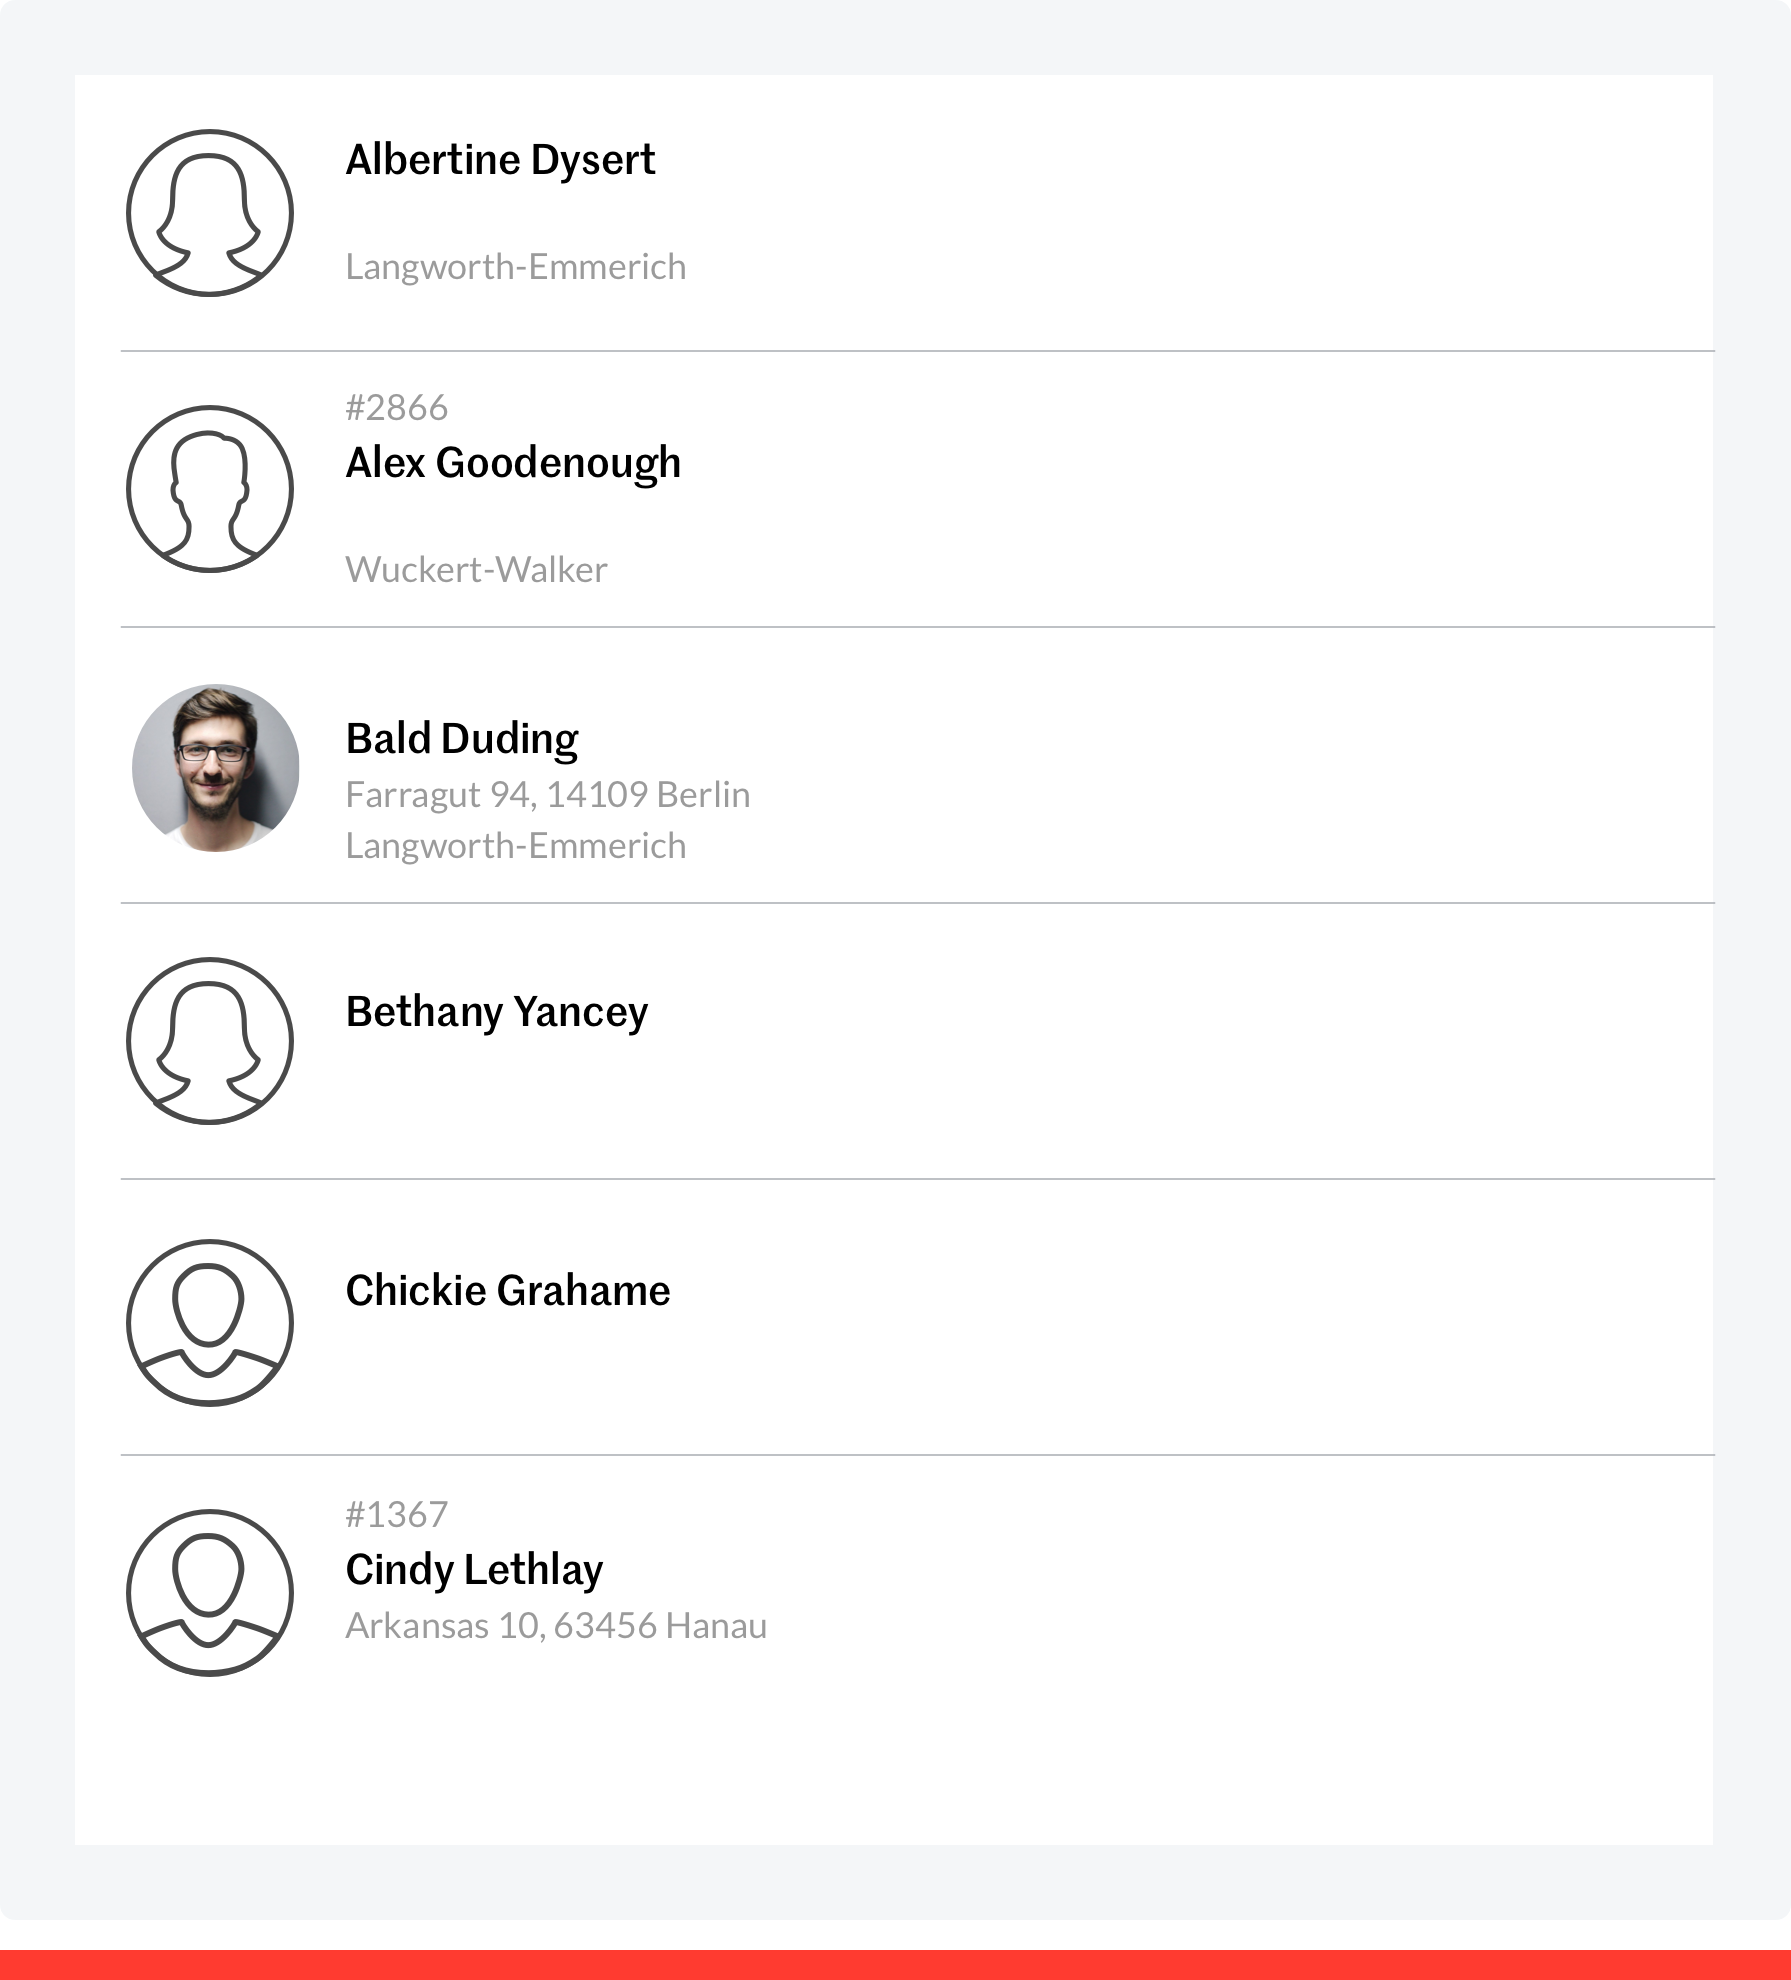 Albertine Dysert
Langworth-Emmerich
#2866
Alex Goodenough
Wuckert-Walker
Bald Duding
Farragut 94, 14109 Berlin
Langworth-Emmerich
Bethany Yancey
Chickie Grahame
#1367
Cindy Lethlay
Arkansas 10, 63456 Hanau